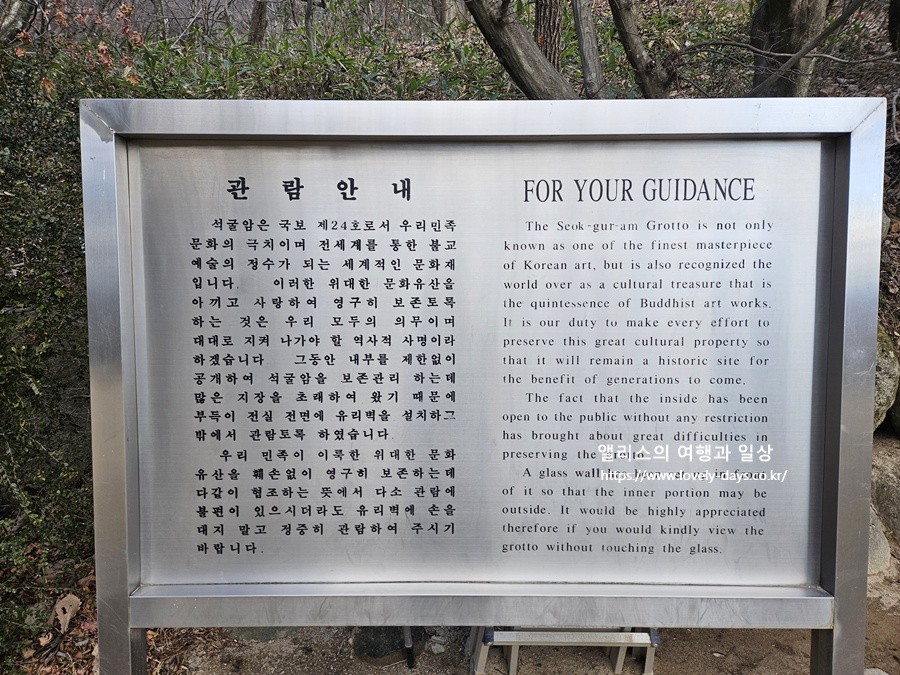 관 람 안 내
석굴암은 국보 제24호로서 우리민족
문화의 극치이며 전세계를 통한 불교
예술의 정수가 되는 세계적인 문화재
입니다. 이러한 위대한 문화유산을
아끼고 사랑하여 영구히 보존토록
하는 것은 우리 모두의 의무이며
대대로 지켜 나가야 할 역사적 사명이라
하겠습니다 그동안 내부를 제한없이
공개하여 석굴암을 보존관리 하는데
많은 지장을 초래하여 왔기 때문에
부득이 전실 전면에 유리벽을 설치하고
밖에서 관람토록 하였습니다.
우리 민족이 이룩한 위대한 문화
유산을 훼손없이 영구히 보존하는데
다같이 협조하는 뜻에서 다소 관람에
불편이 있으시더라도 유리벽에 손을
대지 말고 정중히 관람하여 주시기
바랍니다.
FOR YOUR GUIDANCE
The Seok-gur-am Grotto is not only
known as one of the finest masterpiece
of Korean art, but is also recognized the
world over as a cultural treasure that is
the quintessence of Buddhist art works.
It is our duty to make every effort to
preserve this great cultural property so
that it will remain a historic site for
the benefit of generations to come.
The fact that the inside has been
open to the public without any restriction
has brought about great difficulties in
preserving the
A glass wall
of it so that the inner portion may be
outside. It would be highly appreciated
therefore if you would kindly view the
grotto without touching the glass.
앨리스의 여행과 일상
https://www.lovely-days.co.kr/